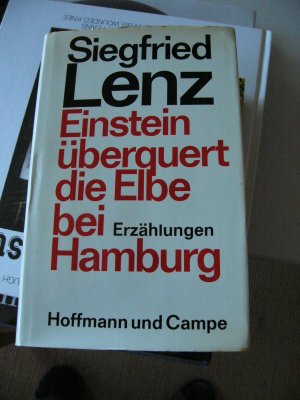 Siegfried
Lenz
Einstein
überquert
die Elbe
bei Erzählungen
Hamburg
Hoffmann und Campe